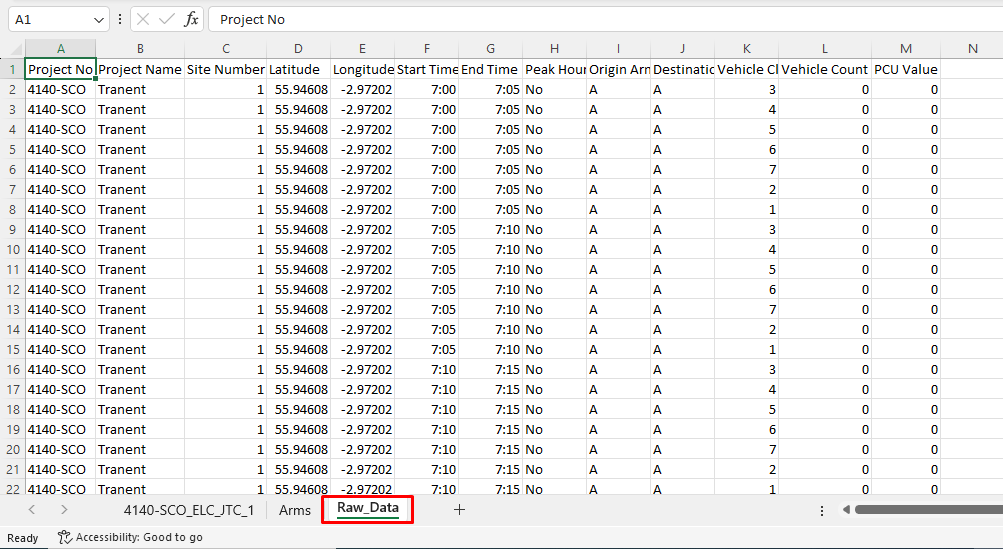 A1 fx Project No
A B C D E F G H I J K L M N
1 Project No Project Name Site Number Latitude Longitude Start Time End Time Peak Hour Origin Arn Destinatic Vehicle Cl Vehicle Count PCU Value
2 4140-SCO Tranent 1 55.94608 -2.97202 7:00 7:05 No A A 3 0 0
3 4140-SCO Tranent 1 55.94608 -2.97202 7:00 7:05 No A A 4 0 0
4 4140-SCO Tranent 1 55.94608 -2.97202 7:00 7:05 No A A 5 0 0
5 4140-SCO Tranent 1 55.94608 -2.97202 7:00 7:05 No A A 6 0 0
6 4140-SCO Tranent 1 55.94608 -2.97202 7:00 7:05 No A A 7 0 0
7 4140-SCO Tranent 1 55.94608 -2.97202 7:00 7:05 No A A 2 0 0
8 4140-SCO Tranent 1 55.94608 -2.97202 7:00 7:05 No A A 1 0 0
9 4140-SCO Tranent 1 55.94608 -2.97202 7:05 7:10 No A A 3 0 0
10 4140-SCO Tranent 1 55.94608 -2.97202 7:05 7:10 No A A 4 0 0
11 4140-SCO Tranent 1 55.94608 -2.97202 7:05 7:10 No A A 5 0 0
12 4140-SCO Tranent 1 55.94608 -2.97202 7:05 7:10 No A A 6 0 0
13 4140-SCO Tranent 1 55.94608 -2.97202 7:05 7:10 No A A 7 0 0
14 4140-SCO Tranent 1 55.94608 -2.97202 7:05 7:10 No A A 2 0 0
15 4140-SCO Tranent 1 55.94608 -2.97202 7:05 7:10 No A A 1 0 0
16 4140-SCO Tranent 1 55.94608 -2.97202 7:10 7:15 No A A 3 0 0
17 4140-SCO Tranent 1 55.94608 -2.97202 7:10 7:15 No A A 4 0 0
18 4140-SCO Tranent 1 55.94608 -2.97202 7:10 7:15 No A A 5 0 0
19 4140-SCO Tranent 1 55.94608 -2.97202 7:10 7:15 No A A 6 0 0
20 4140-SCO Tranent 1 55.94608 -2.97202 7:10 7:15 No A A 7 0 0
21 4140-SCO Tranent 1 55.94608 -2.97202 7:10 7:15 No A A 2 0 0
22 4140-SCO Tranent 1 55.94608 -2.97202 7:10 7:15 No A A 1 0 0
4140-SCO_ELC_JTC_1 Arms Raw_Data
Ready Accessibility: Good to go